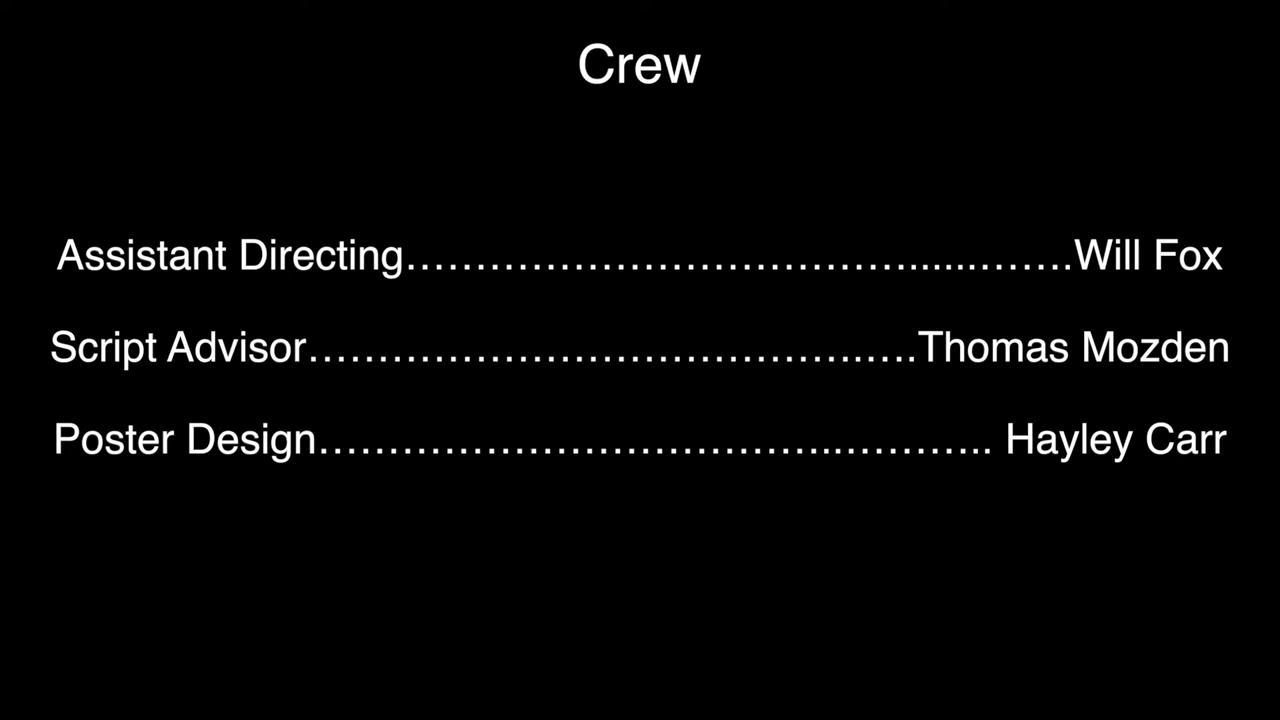 Crew
Assistant Directing……………………………......…….Will Fox
Script Advisor……………………………….….Thomas Mozden
Poster Design……………………………..……….. Hayley Carr